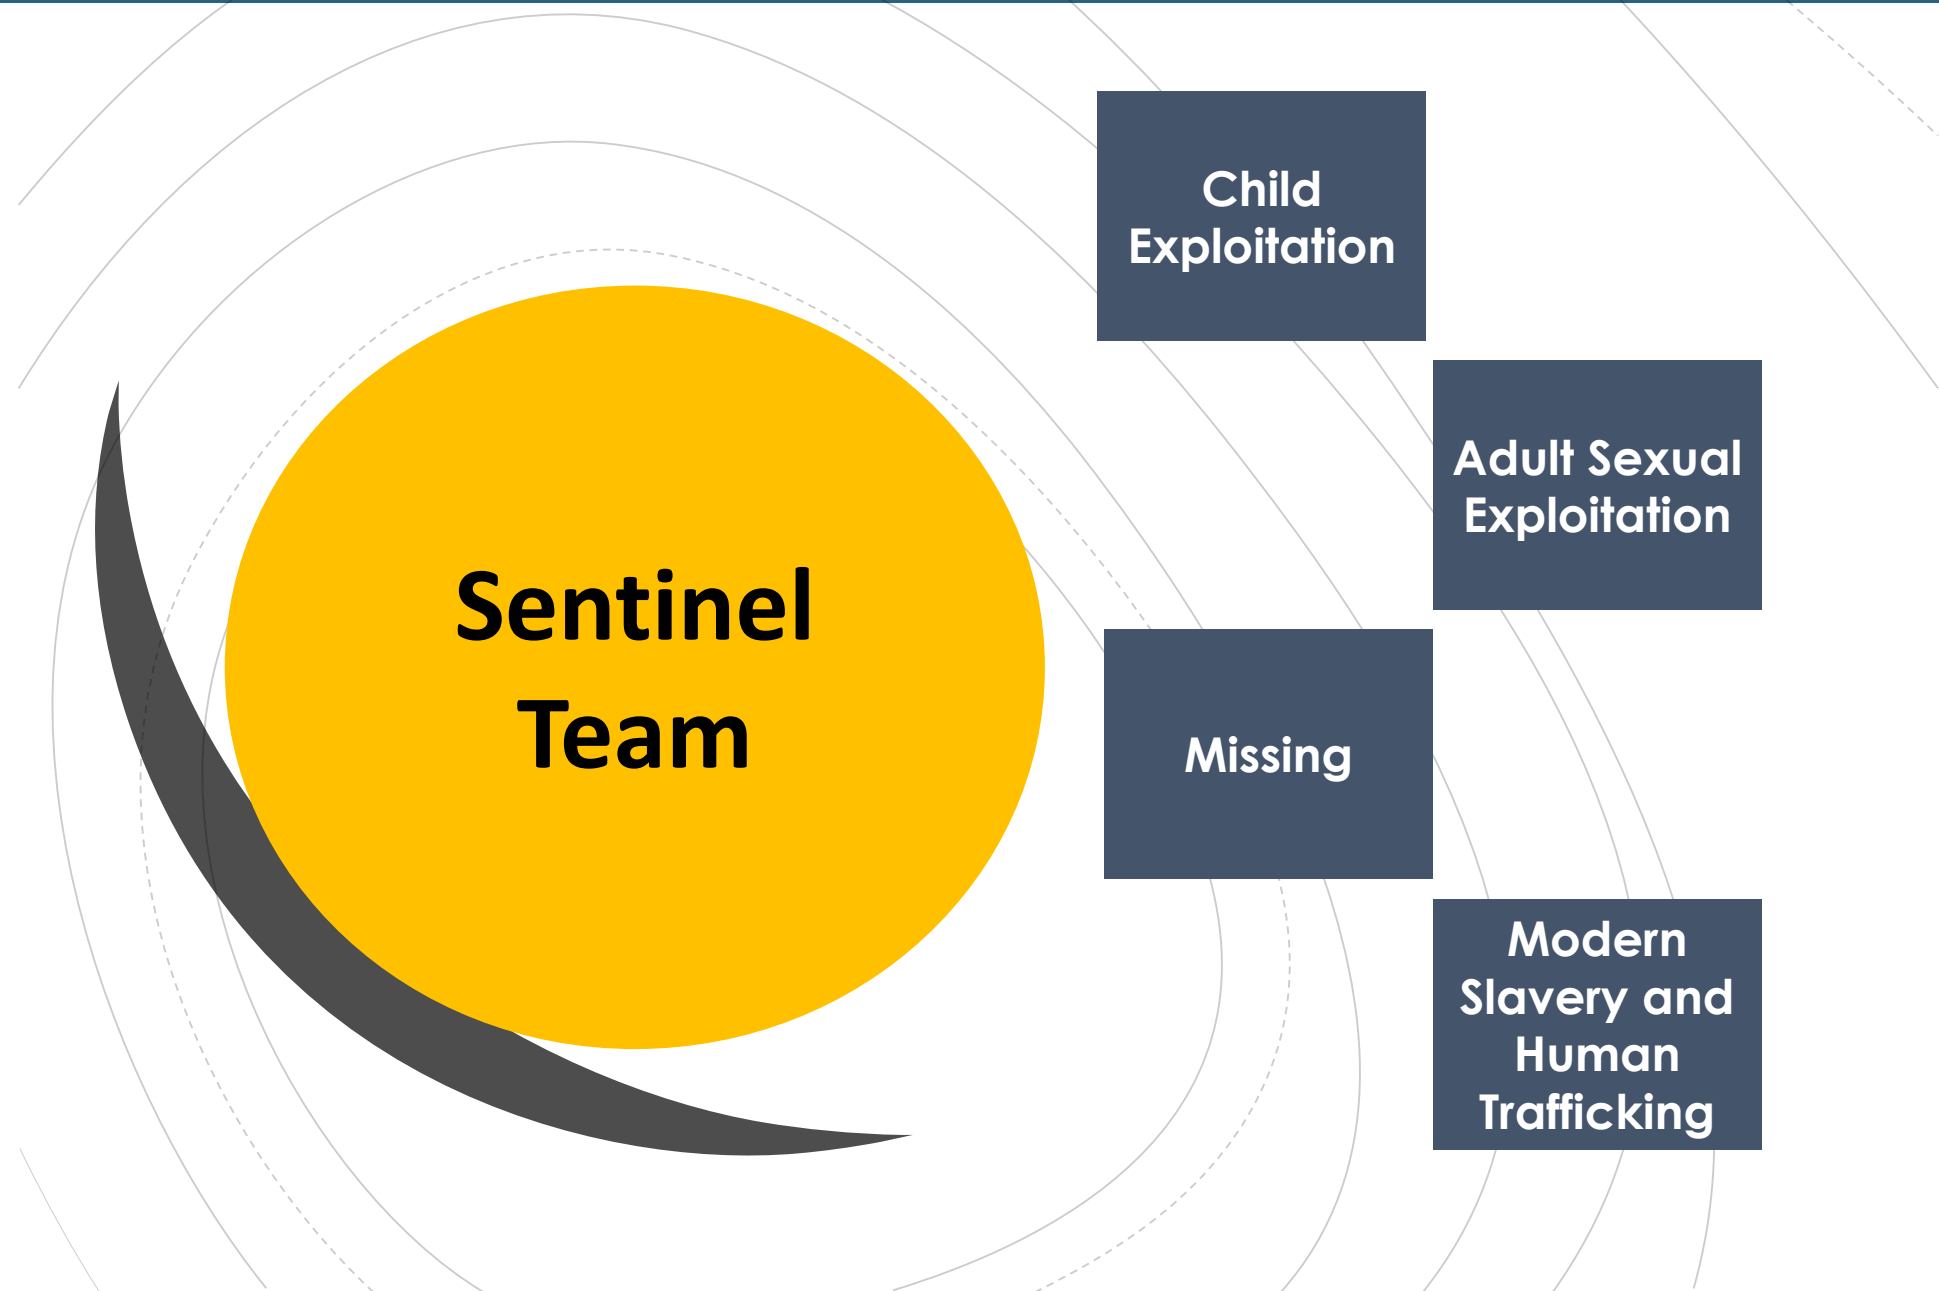 Sentinel
Team
Child
Exploitation
Adult Sexual
Exploitation
Missing
Modern
Slavery and
Human
Trafficking